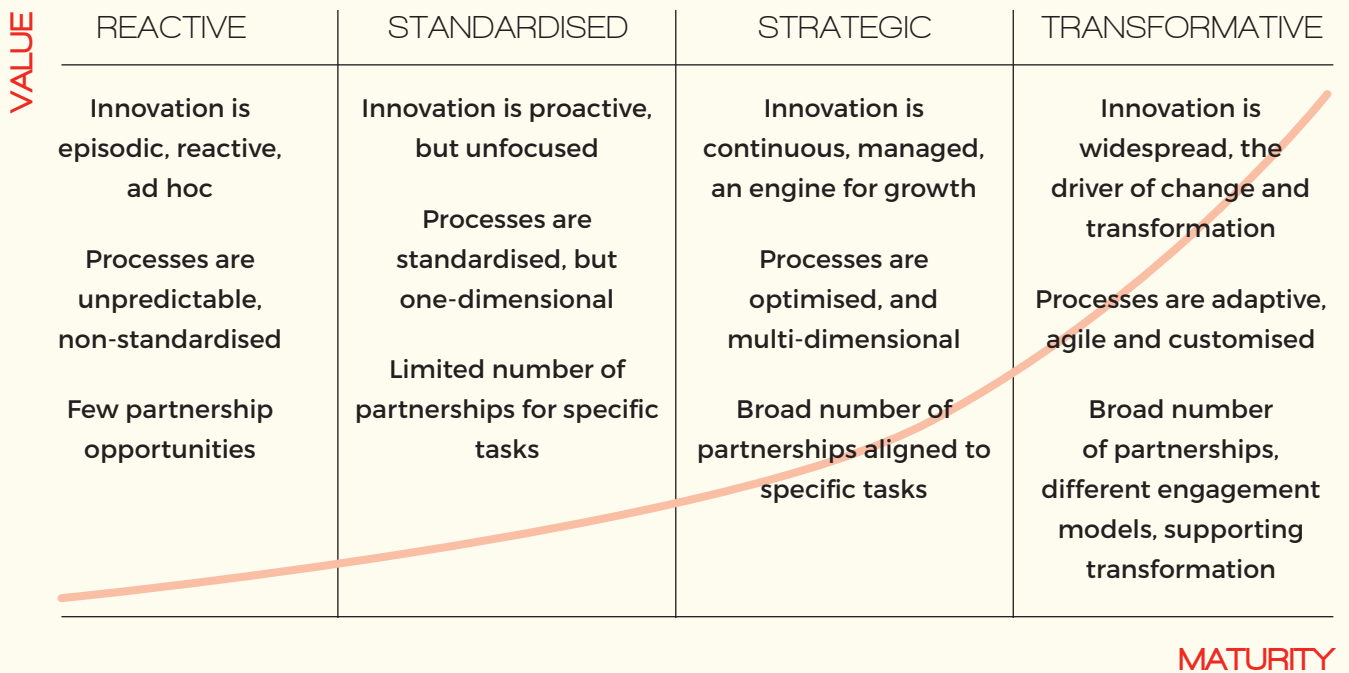 VALUE
REACTIVE
Innovation is
episodic, reactive,
ad hoc
Processes are
unpredictable,
non-standardised
Few partnership
opportunities
STANDARDISED
Innovation is proactive,
but unfocused
Processes are
standardised, but
one-dimensional
Limited number of
partnerships for specific
tasks
STRATEGIC
Innovation is
continuous, managed,
an engine for growth
Processes are
optimised, and
multi-dimensional
Broad number of
partnerships aligned to
specific tasks
TRANSFORMATIVE
Innovation is
widespread, the
driver of change and
transformation
Processes are adaptive,
agile and customised
Broad number
of partnerships,
different engagement
models, supporting
transformation
MATURITY